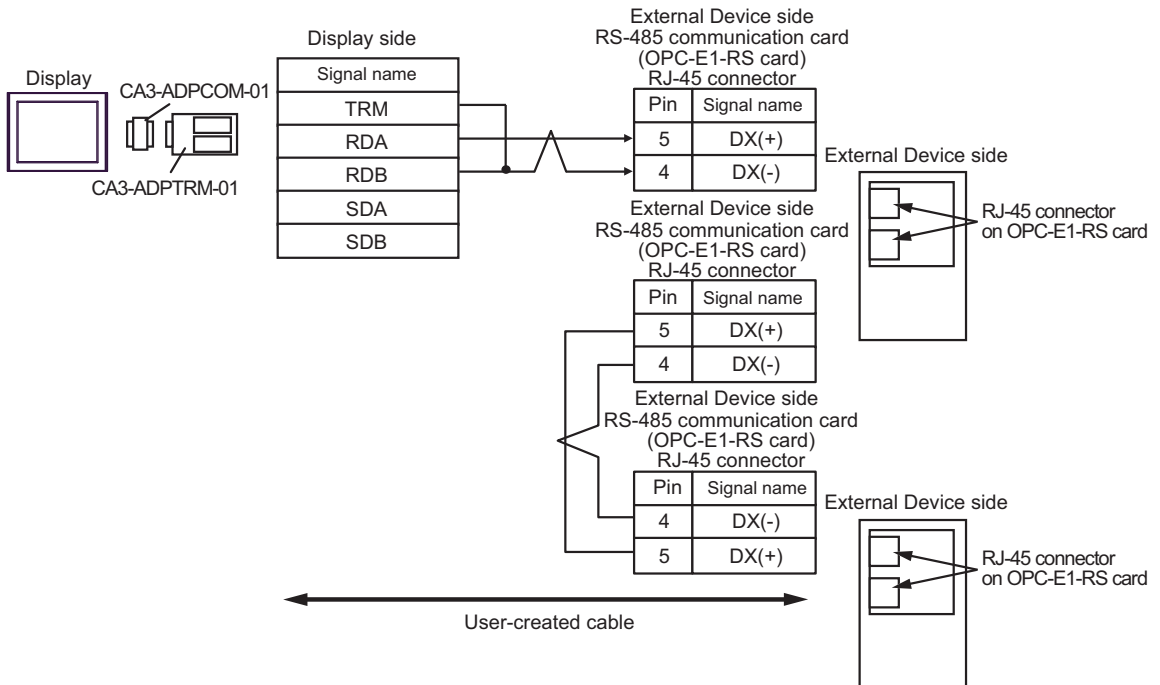 Display
CA3-ADPCOM-01
CA3-ADPTRM-01
Display side
Signal name
TRM
RDA
RDB
SDA
SDB
External Device side
RS-485 communication card
(OPC-E1-RS card)
RJ-45 connector
Pin Signal name
5 DX(+)
4 DX(-)
External Device side
RJ-45 connector
on OPC-E1-RS card
External Device side
RS-485 communication card
(OPC-E1-RS card)
RJ-45 connector
Pin Signal name
5 DX(+)
4 DX(-)
External Device side
RS-485 communication card
(OPC-E1-RS card)
RJ-45 connector
Pin Signal name
4 DX(-)
5 DX(+)
External Device side
RJ-45 connector
on OPC-E1-RS card
User-created cable